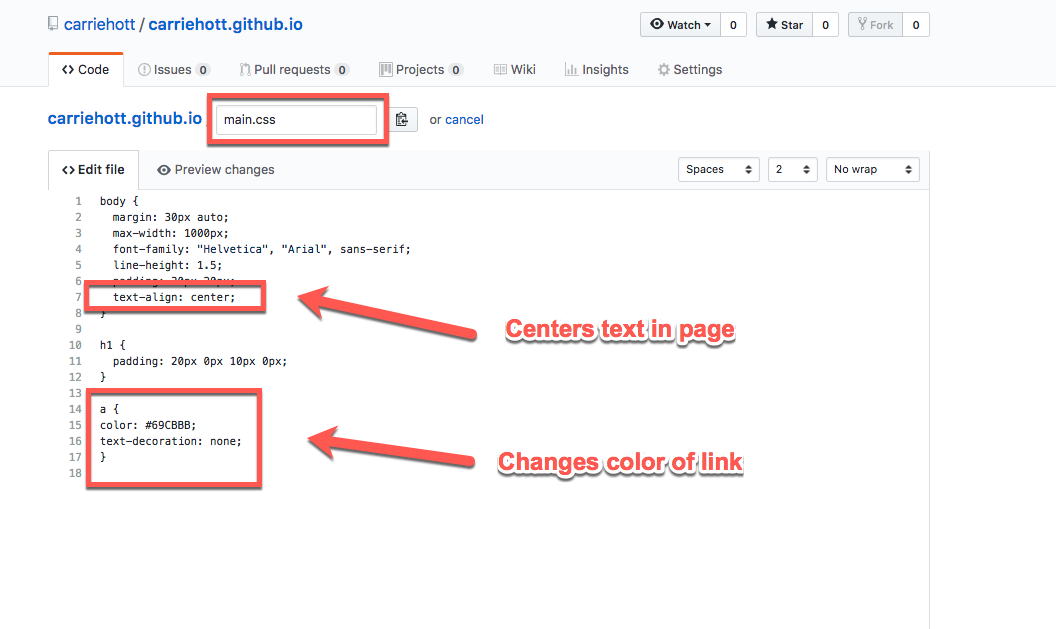 carriehott / carriehott.github.io
Watch 0 Star 0 Fork 0
Code Issues 0 Pull requests 0 Projects 0 Wiki Insights Settings
carriehott.github.io / main.css or cancel
Edit file Preview changes Spaces 2 No wrap
1 body {
2 margin: 30px auto;
3 max-width: 1000px;
4 font-family: "Helvetica", "Arial", sans-serif;
5 line-height: 1.5;
6
7 text-align: center;
8 }
9
10 h1 {
11 padding: 20px 0px 10px 0px;
12 }
13
14 a {
15 color: #69CBBB;
16 text-decoration: none;
17 }
18
Centers text in page
Changes color of link